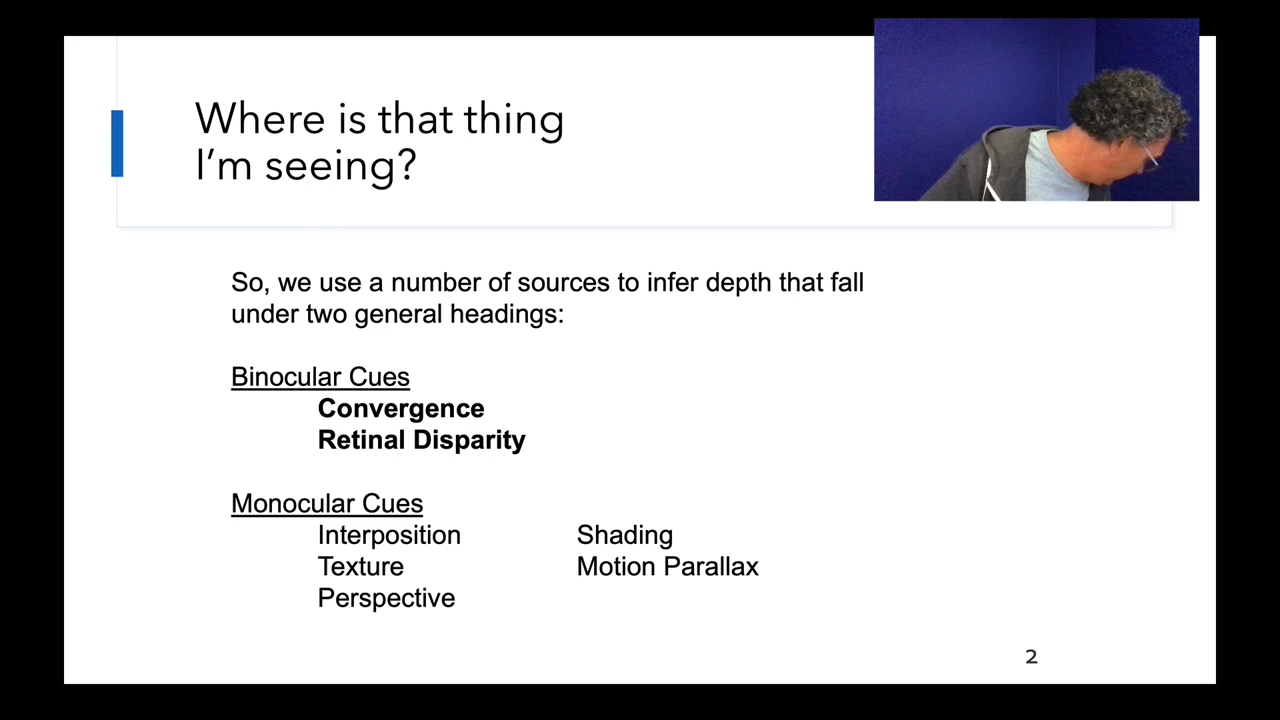 Where is that thing
I'm seeing?
So, we use a number of sources to infer depth that fall
under two general headings:
Binocular Cues
Convergence
Retinal Disparity
Monocular Cues
Interposition Shading
Texture Motion Parallax
Perspective
2